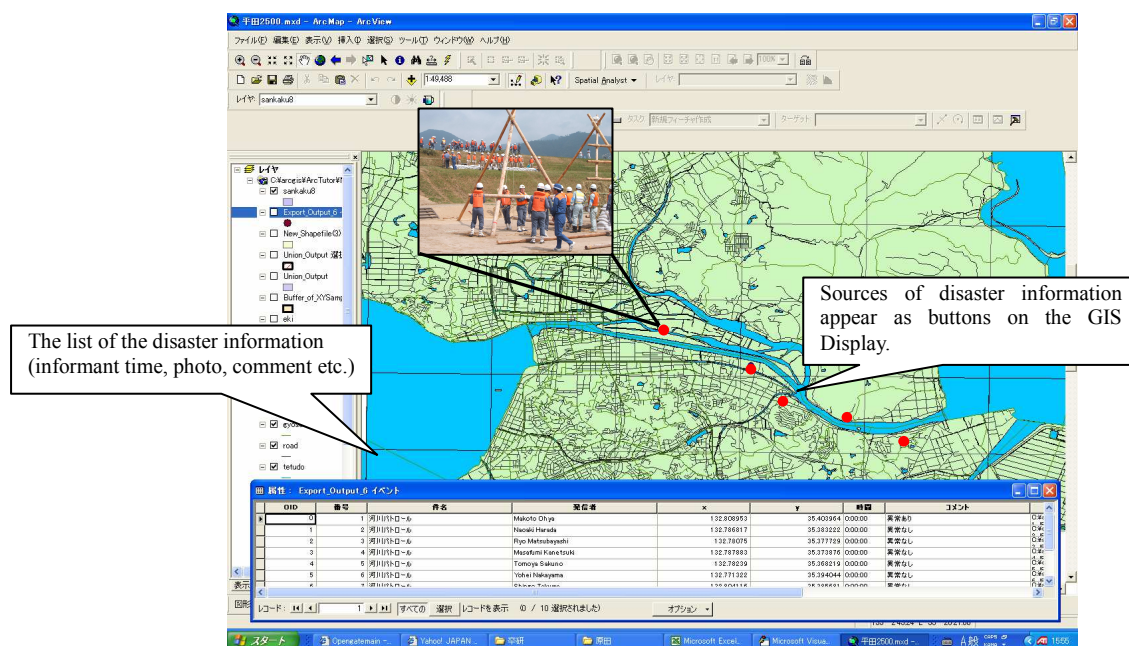 平田2500.mxd - ArcMap - ArcView
ファイル(F) 編集(E) 表示(V) 挿入(I) 選択(S) ツール(T) ウィンドウ(W) ヘルプ(H)
100%
1:49,488
Spatial Analyst
レイヤ:
レイヤ: sankaku8
タスク 新規フィーチャ作成 ターゲット
レイヤ
sankaku8
Export_Output_6
New_Shapefile(3)
Union_Output 選択
Union_Output
Buffer_of_XYSamp
eki
road
tetudo
Sources of disaster information
appear as buttons on the GIS
Display.
The list of the disaster information
(informant time, photo, comment etc.)
属性 : Export_Output_6 イベント
OID 番号 件名 発信者 x y 時間 コメント
0 1 河川パトロール Makoto Ohya 132.808953 35.403964 0:00:00 異常あり
1 2 河川パトロール Naoaki Harada 132.786817 35.383222 0:00:00 異常なし
2 3 河川パトロール Ryo Matsubayashi 132.78075 35.377729 0:00:00 異常なし
3 4 河川パトロール Masafumi Kanetsuki 132.787883 35.373876 0:00:00 異常なし
4 5 河川パトロール Tomoya Sakuno 132.78239 35.368219 0:00:00 異常なし
5 6 河川パトロール Yohei Nakayama 132.771322 35.394044 0:00:00 異常なし
レコード: 1 すべての 選択 レコードを表示 (0 / 10 選択されました) オプション
スタート Opengatemain -... Yahoo! JAPAN... 卒研 原田 Microsoft Excel... Microsoft Visua... 平田2500.mxd -... A 般 CAPS KANA 1555